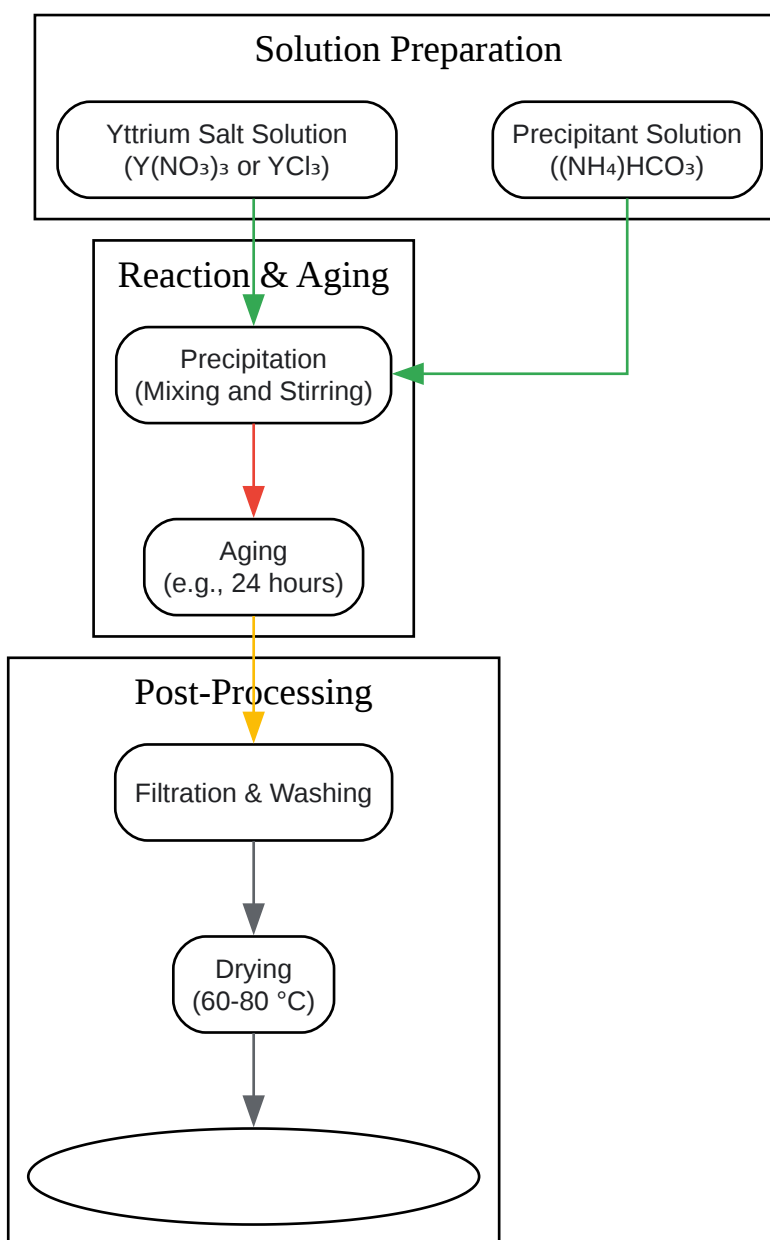 Solution Preparation
Yttrium Salt Solution
(Y(NO₃)₃ or YCl₃)
Precipitant Solution
((NH₄)HCO₃)
Reaction & Aging
Precipitation
(Mixing and Stirring)
Aging
(e.g., 24 hours)
Post-Processing
Filtration & Washing
Drying
(60-80 °C)